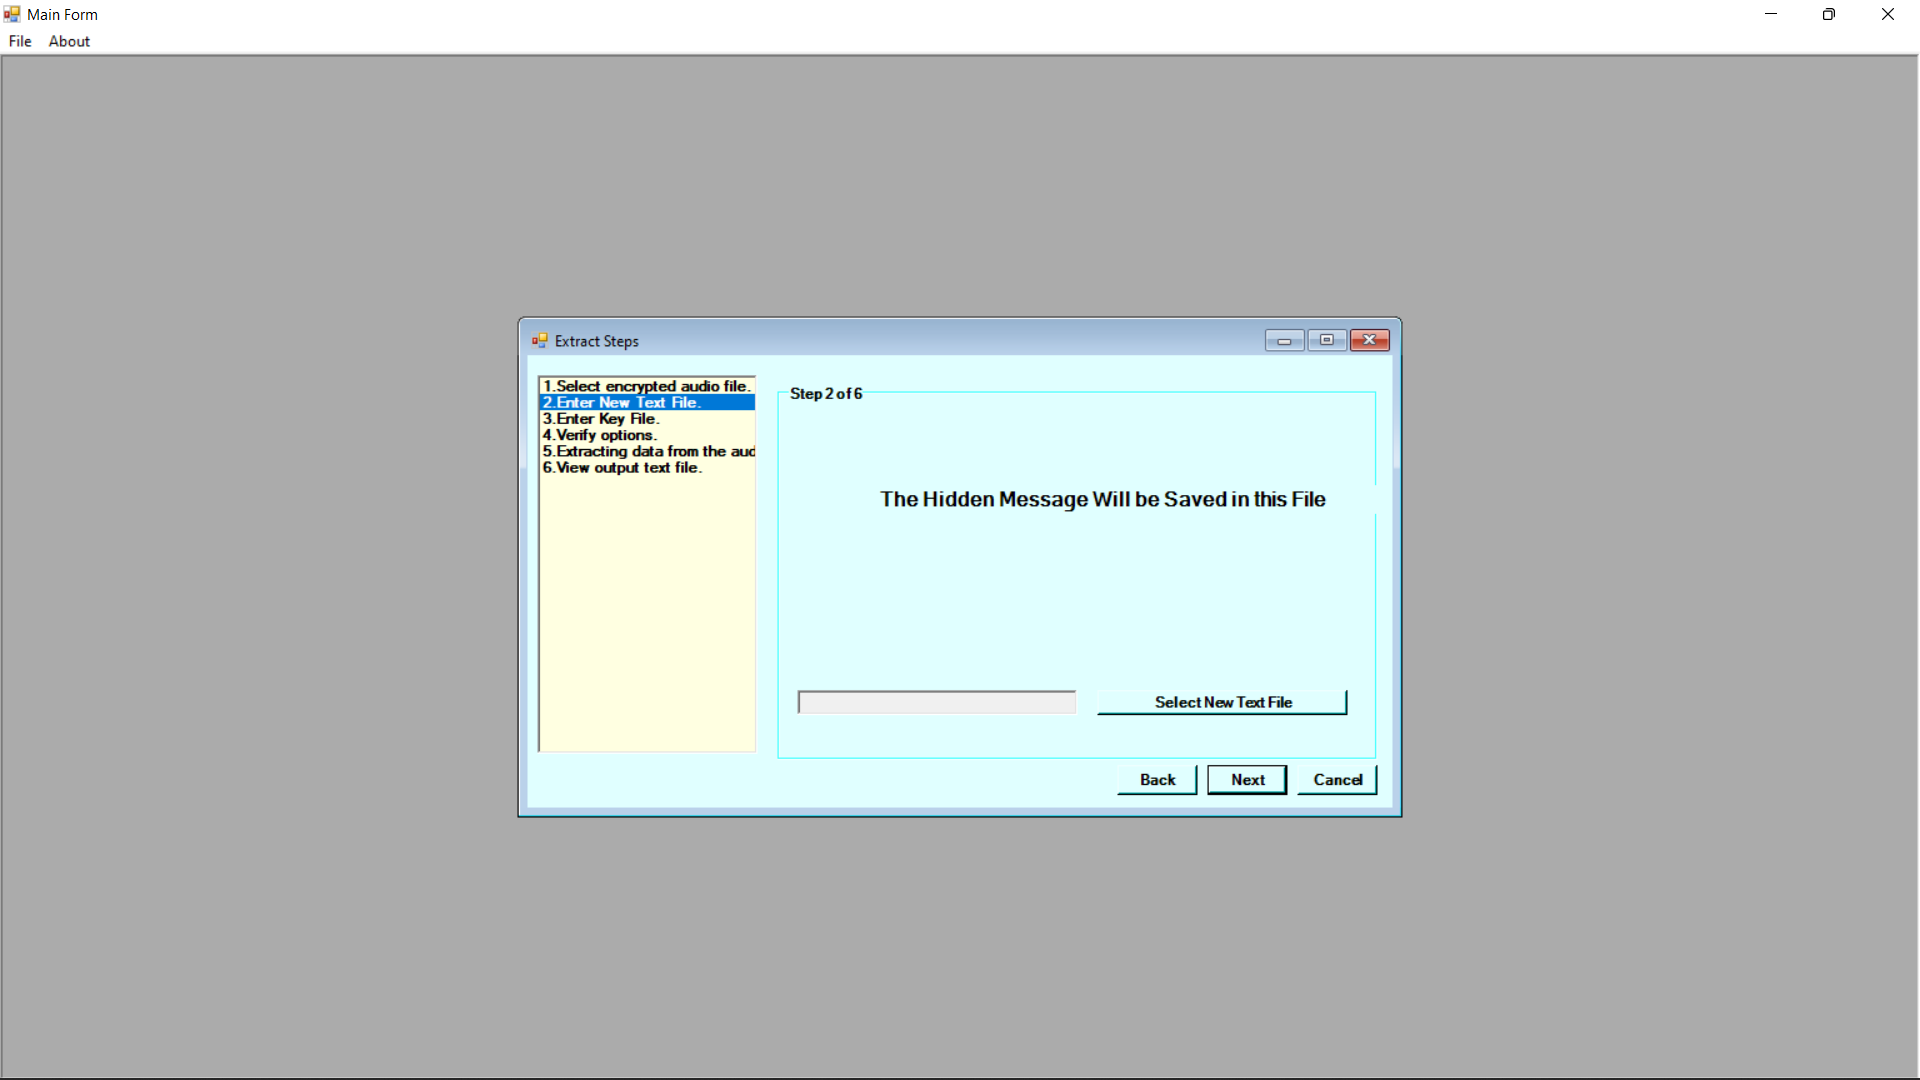 Main Form
File About
Extract Steps
1.Select encrypted audio file.
2.Enter New Text File.
3.Enter Key File.
4.Verify options.
5.Extracting data from the aud
6.View output text file.
Step 2 of 6
The Hidden Message Will be Saved in this File
Select New Text File
Back Next Cancel